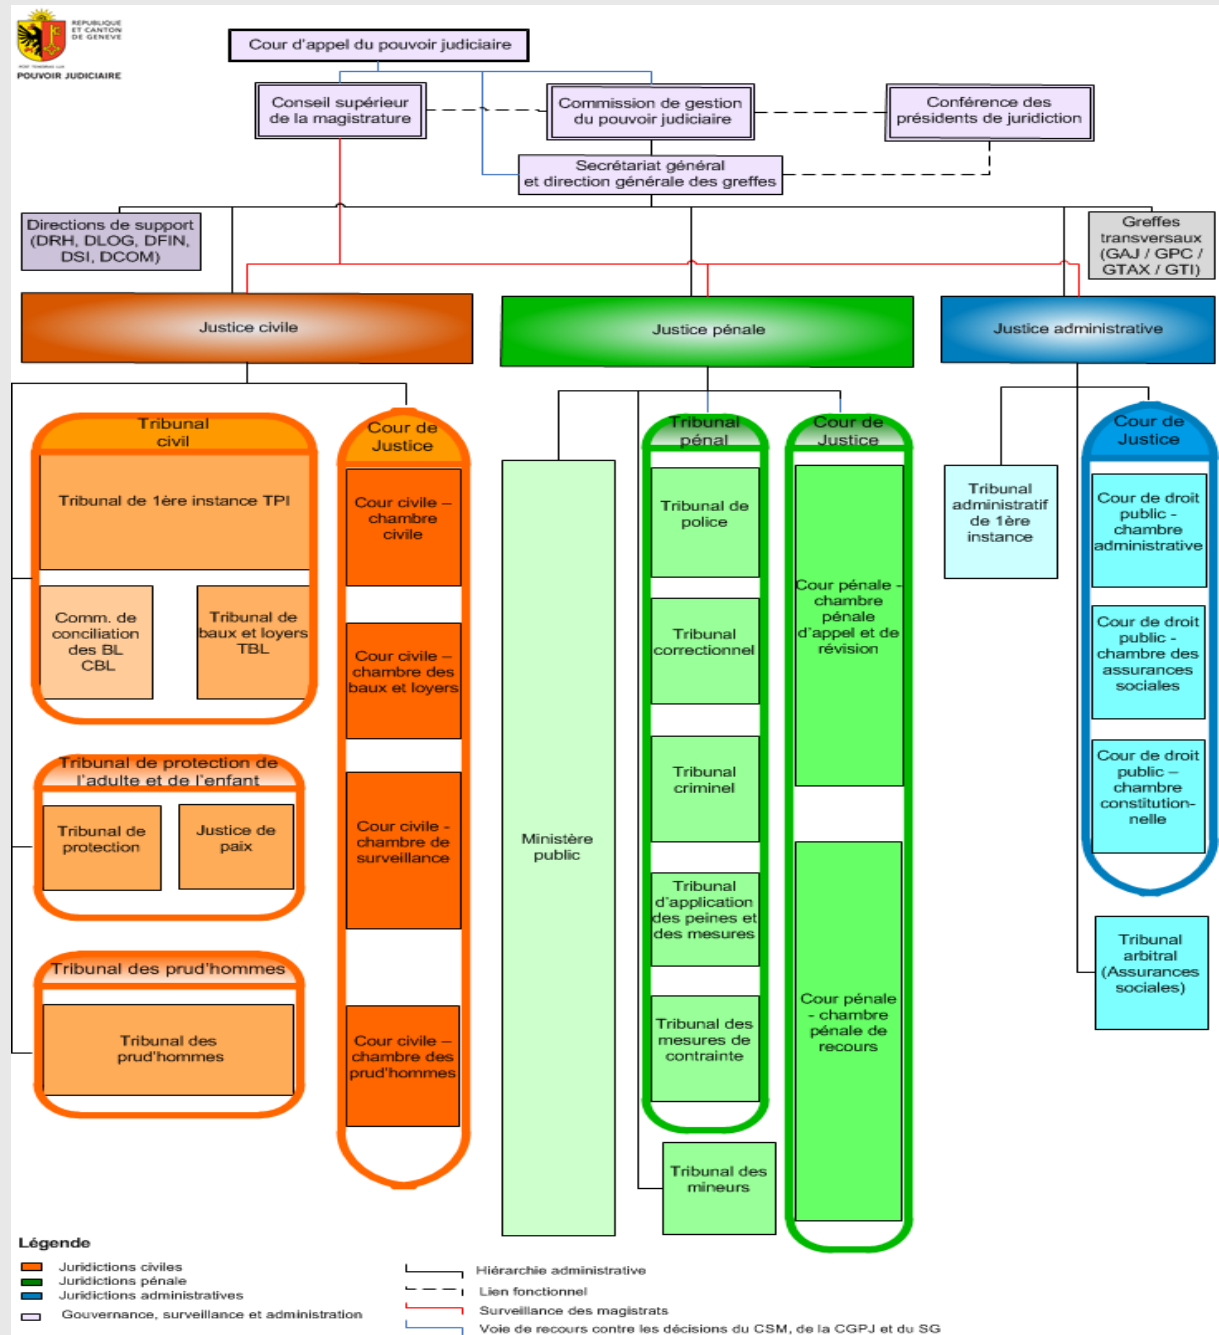 REPUBLIQUE
ET CANTON
DE GENEVE
POST TENEBRAS LUX
POUVOIR JUDICIAIRE
Cour d'appel du pouvoir judiciaire
Conseil supérieur
de la magistrature
Commission de gestion
du pouvoir judiciaire
Conférence des
présidents de juridiction
Secrétariat général
et direction générale des greffes
Directions de support
(DRH, DLOG, DFIN,
DSI, DCOM)
Greffes
transversaux
(GAJ / GPC /
GTAX / GTI)
Justice civile
Justice pénale
Justice administrative
Tribunal
civil
Tribunal de 1ère instance TPI
Comm. de
conciliation
des BL
CBL
Tribunal de
baux et loyers
TBL
Tribunal de protection de
l'adulte et de l'enfant
Tribunal de
protection
Justice de
paix
Tribunal des prud'hommes
Tribunal des
prud'hommes
Cour de
Justice
Cour civile –
chambre
civile
Cour civile –
chambre des
baux et loyers
Cour civile -
chambre de
surveillance
Cour civile –
chambre des
prud'hommes
Ministère
public
Tribunal
pénal
Tribunal de
police
Tribunal
correctionnel
Tribunal
criminel
Tribunal
d'application
des peines et
des mesures
Tribunal des
mesures de
contrainte
Tribunal des
mineurs
Cour de
Justice
Cour pénale -
chambre
pénale
d'appel et de
révision
Cour pénale
- chambre
pénale de
recours
Tribunal
administratif
de 1ère
instance
Cour de
Justice
Cour de droit
public -
chambre
administrative
Cour de droit
public -
chambre des
assurances
sociales
Cour de droit
public –
chambre
constitution-
nelle
Tribunal
arbitral
(Assurances
sociales)
Légende
Juridictions civiles
Juridictions pénale
Juridictions administratives
Gouvernance, surveillance et administration
Hiérarchie administrative
Lien fonctionnel
Surveillance des magistrats
Voie de recours contre les décisions du CSM, de la CGPJ et du SG